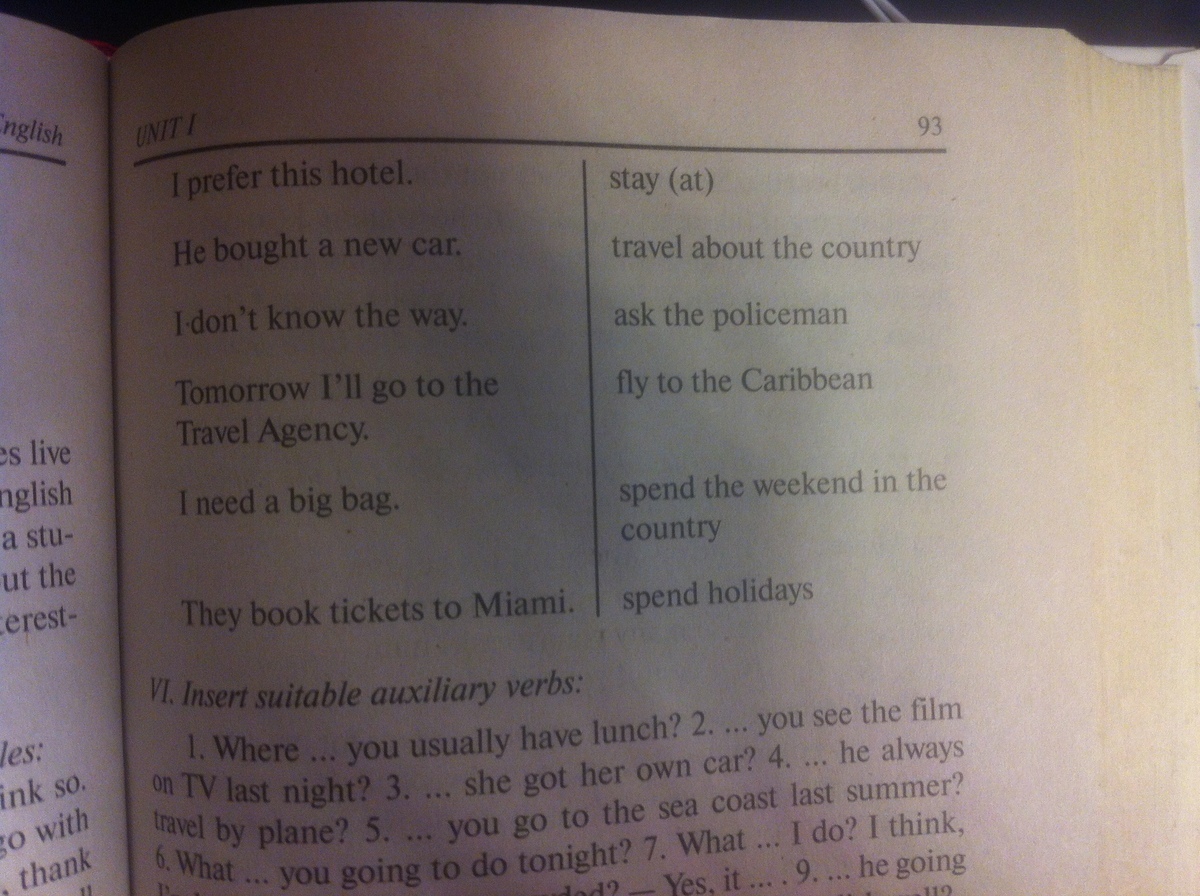 nglish
UNIT I
93
I prefer this hotel.
stay (at)
He bought a new car.
travel about the country
I don't know the way.
ask the policeman
Tomorrow I'll go to the
Travel Agency.
fly to the Caribbean
I need a big bag.
spend the weekend in the
country
They book tickets to Miami.
spend holidays
VI. Insert suitable auxiliary verbs:
1. Where ... you usually have lunch? 2. ... you see the film
on TV last night? 3. ... she got her own car? 4. ... he always
travel by plane? 5. ... you go to the sea coast last summer?
6. What ... you going to do tonight? 7. What ... I do? I think,
— Yes, it ... . 9. ... he going
es live
nglish
a stu-
ut the
erest-
les:
ink so.
go with
, thank